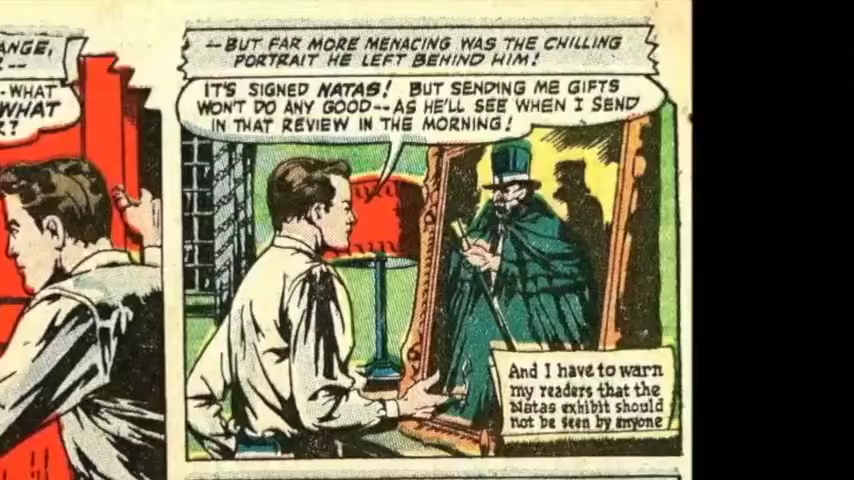 ANGE,
--
-WHAT
WHAT
R?
--BUT FAR MORE MENACING WAS THE CHILLING
PORTRAIT HE LEFT BEHIND HIM!
IT'S SIGNED NATAS! BUT SENDING ME GIFTS
WON'T DO ANY GOOD--AS HE'LL SEE WHEN I SEND
IN THAT REVIEW IN THE MORNING!
And I have to warn
my readers that the
Natas exhibit should
not be seen by anyone